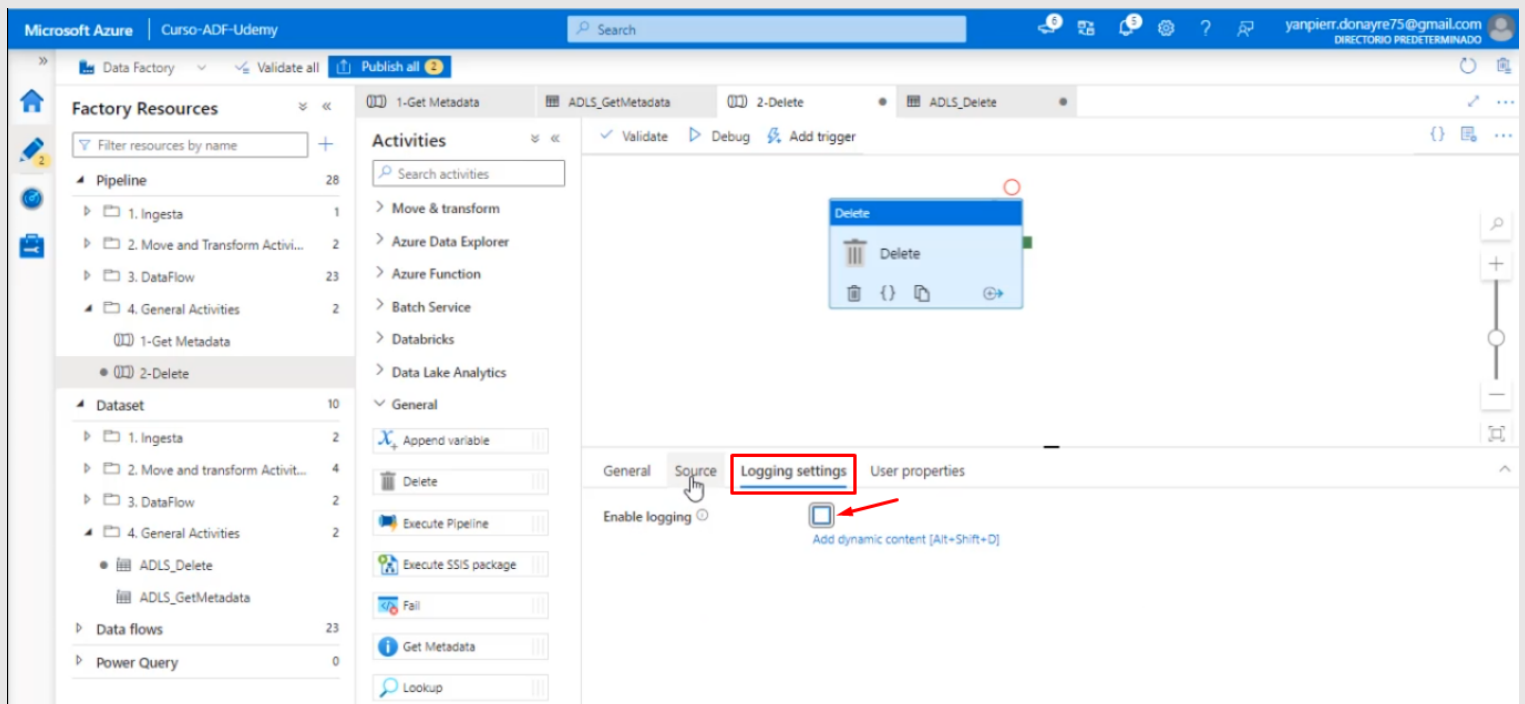 Microsoft Azure
Curso-ADF-Udemy
Search
6
5
yanpierr.donayre75@gmail.com
DIRECTORIO PREDETERMINADO
Data Factory
Validate all
Publish all 2
Factory Resources
1-Get Metadata
ADLS_GetMetadata
2-Delete
ADLS_Delete
Filter resources by name
2
Pipeline 28
1. Ingesta 1
2. Move and Transform Activi... 2
3. DataFlow 23
4. General Activities 2
1-Get Metadata
2-Delete
Dataset 10
1. Ingesta 2
2. Move and transform Activit... 4
3. DataFlow 2
4. General Activities 2
ADLS_Delete
ADLS_GetMetadata
Data flows 23
Power Query 0
Activities
Search activities
Move & transform
Azure Data Explorer
Azure Function
Batch Service
Databricks
Data Lake Analytics
General
Append variable
Delete
Execute Pipeline
Execute SSIS package
Fail
Get Metadata
Lookup
Validate
Debug
Add trigger
Delete
Delete
General
Source
Logging settings
User properties
Enable logging
Add dynamic content [Alt+Shift+D]